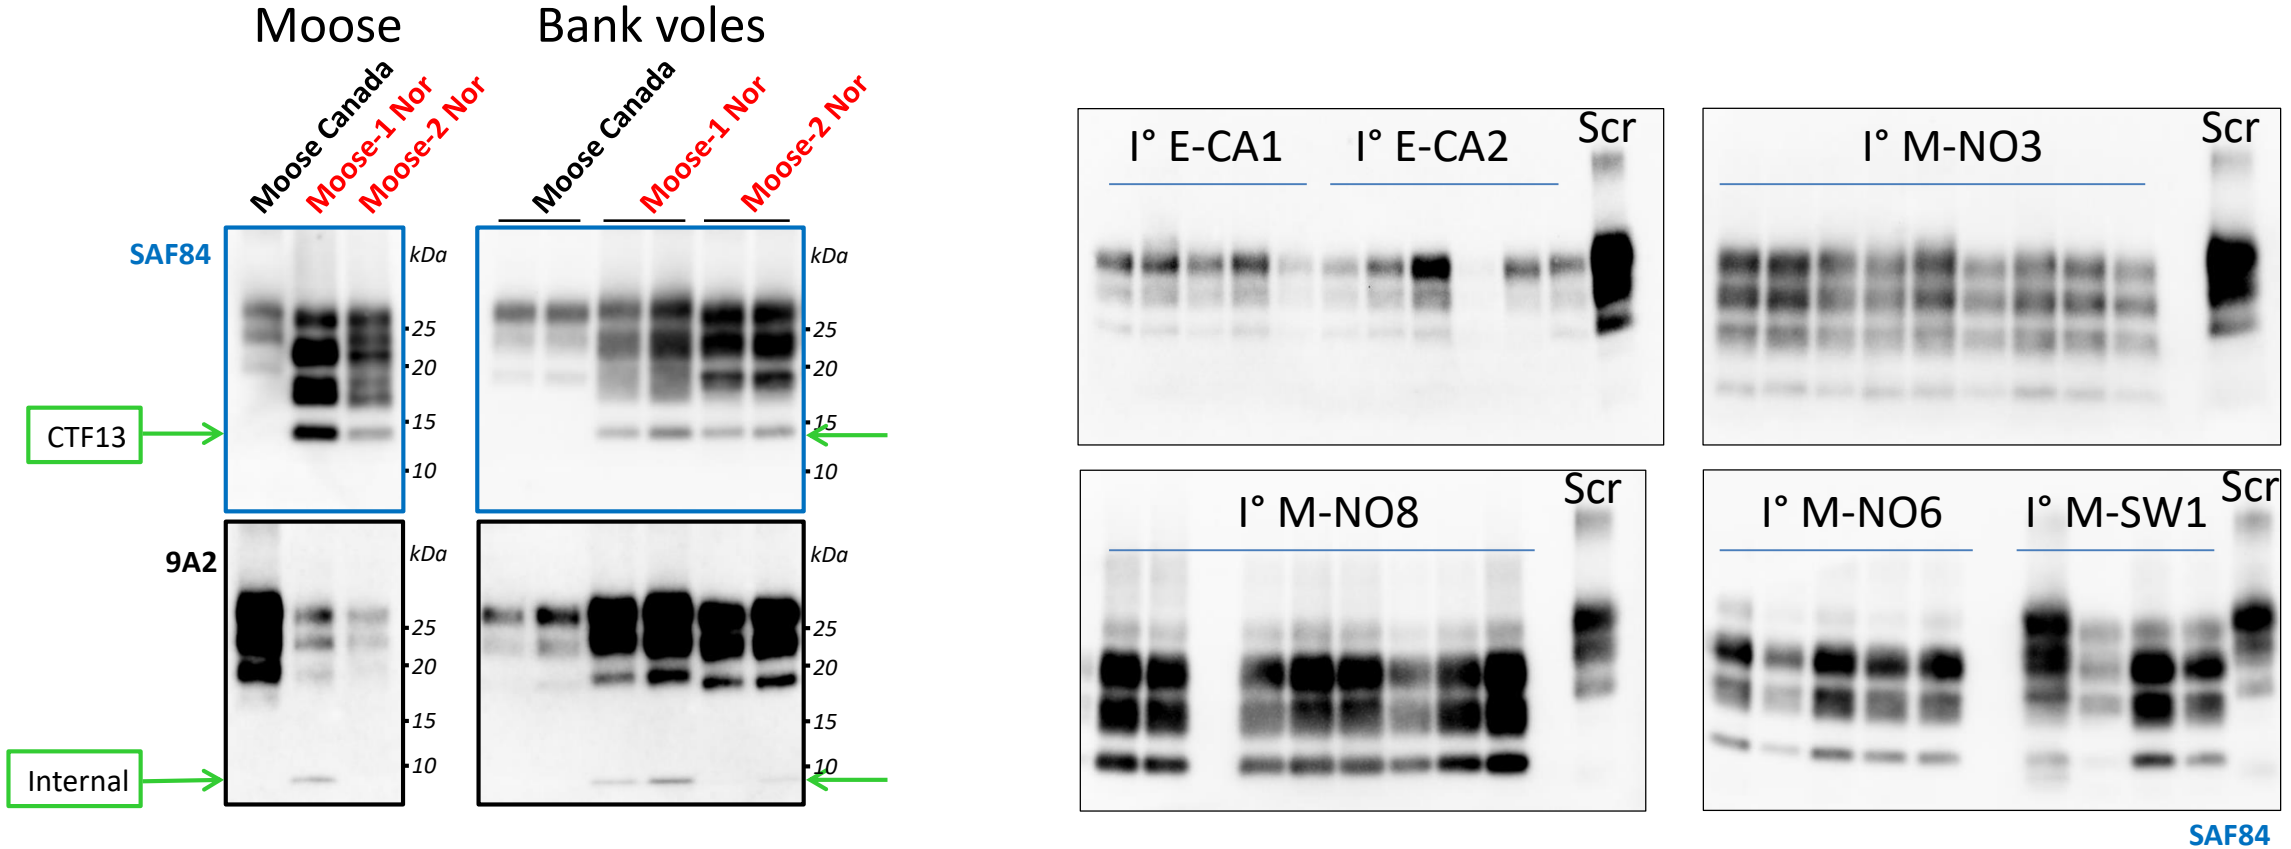 Moose
Bank voles
Moose Canada
Moose-1 Nor
Moose-2 Nor
Moose Canada
Moose-1 Nor
Moose-2 Nor
SAF84
kDa
25
20
15
10
kDa
25
20
15
10
CTF13
9A2
kDa
25
20
15
10
kDa
25
20
15
10
Internal
I° E-CA1
I° E-CA2
Scr
I° M-NO3
Scr
I° M-NO8
Scr
I° M-NO6
I° M-SW1
Scr
SAF84